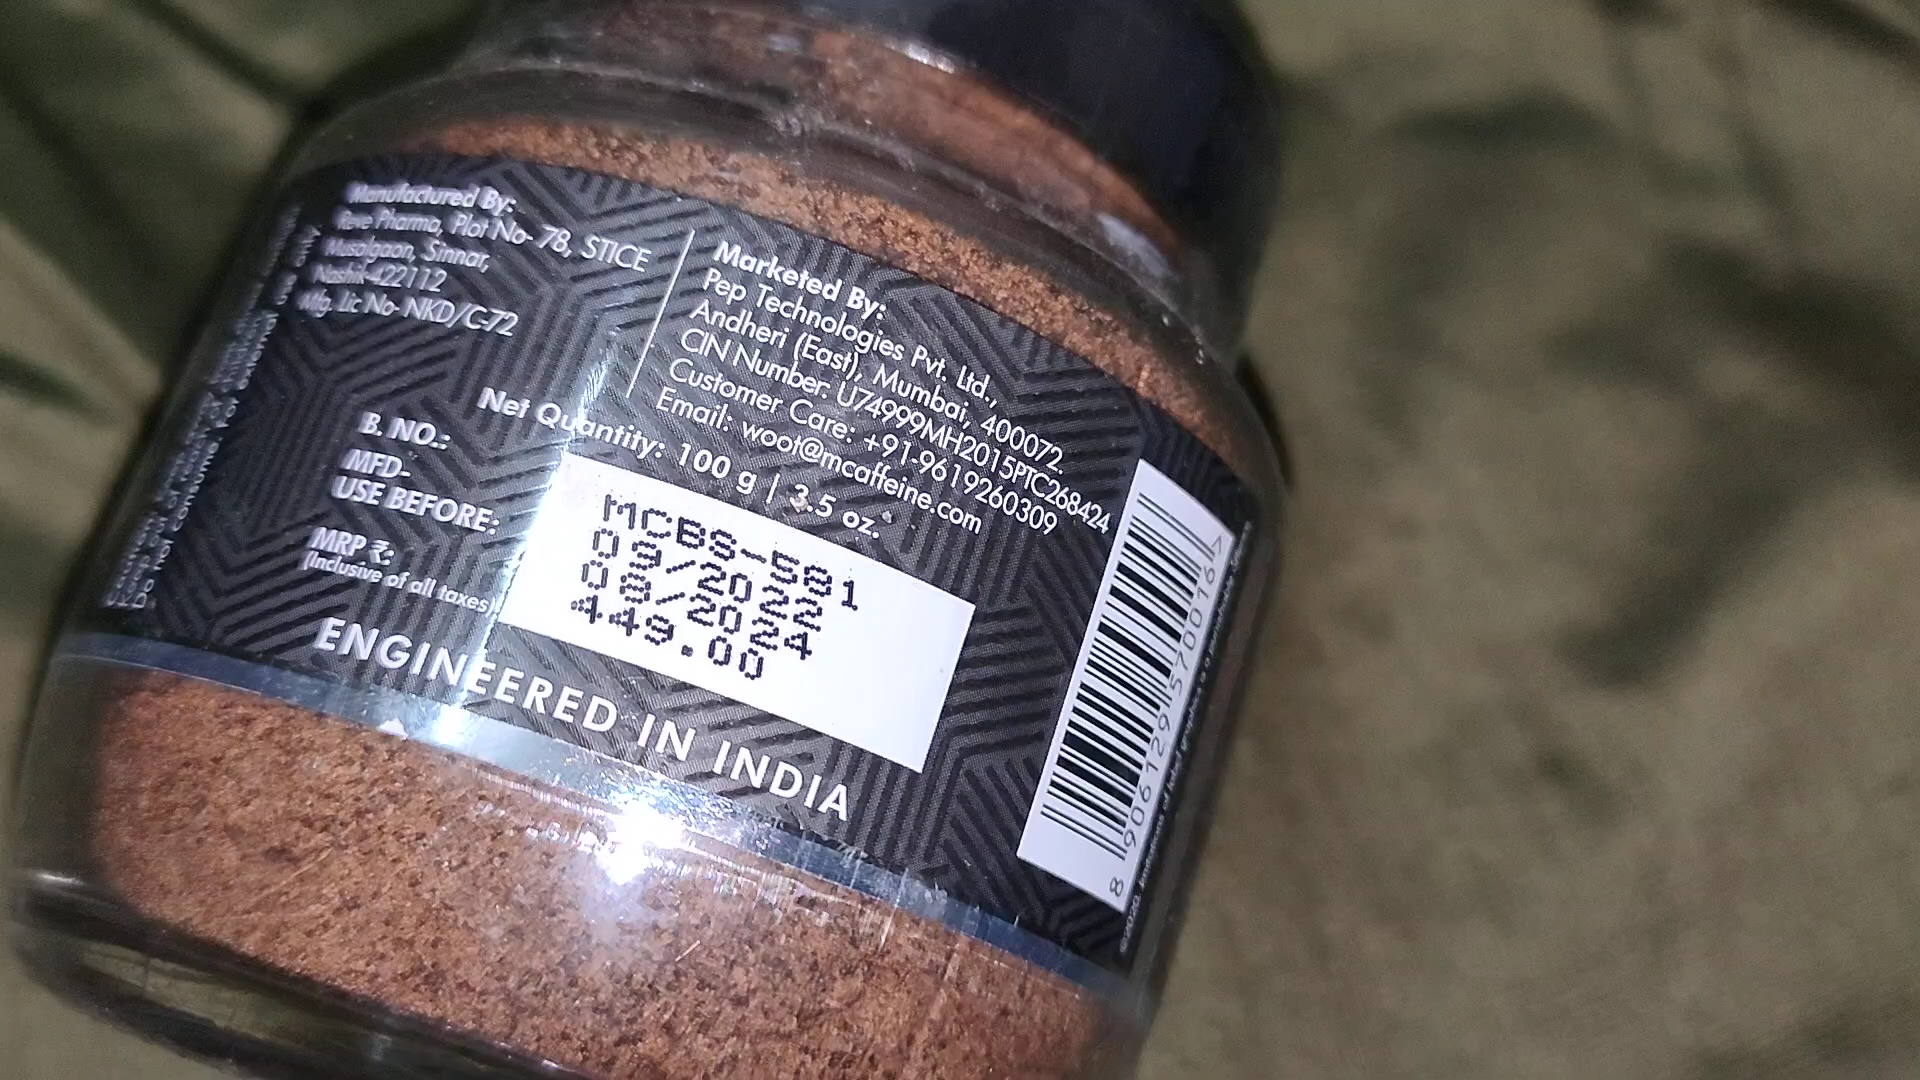 Manufactured By:
Rave Pharma, Plot No- 78, STICE
Musalgaon, Sinnar,
Nashik-422112
Mfg. Lic No- NKD/C-72
Marketed By:
Pep Technologies Pvt. Ltd.,
Andheri (East), Mumbai, 400072.
CIN Number: U74999MH2015PTC268424
Customer Care: +91-9619260309
Email: woot@mcaffeine.com
Net Quantity: 100 g | 3.5 oz.
B. NO.: MCBS-581
MFD- 09/2022
USE BEFORE: 08/2024
MRP ₹: 449.00
(Inclusive of all taxes)
ENGINEERED IN INDIA
8 906129 570016 >